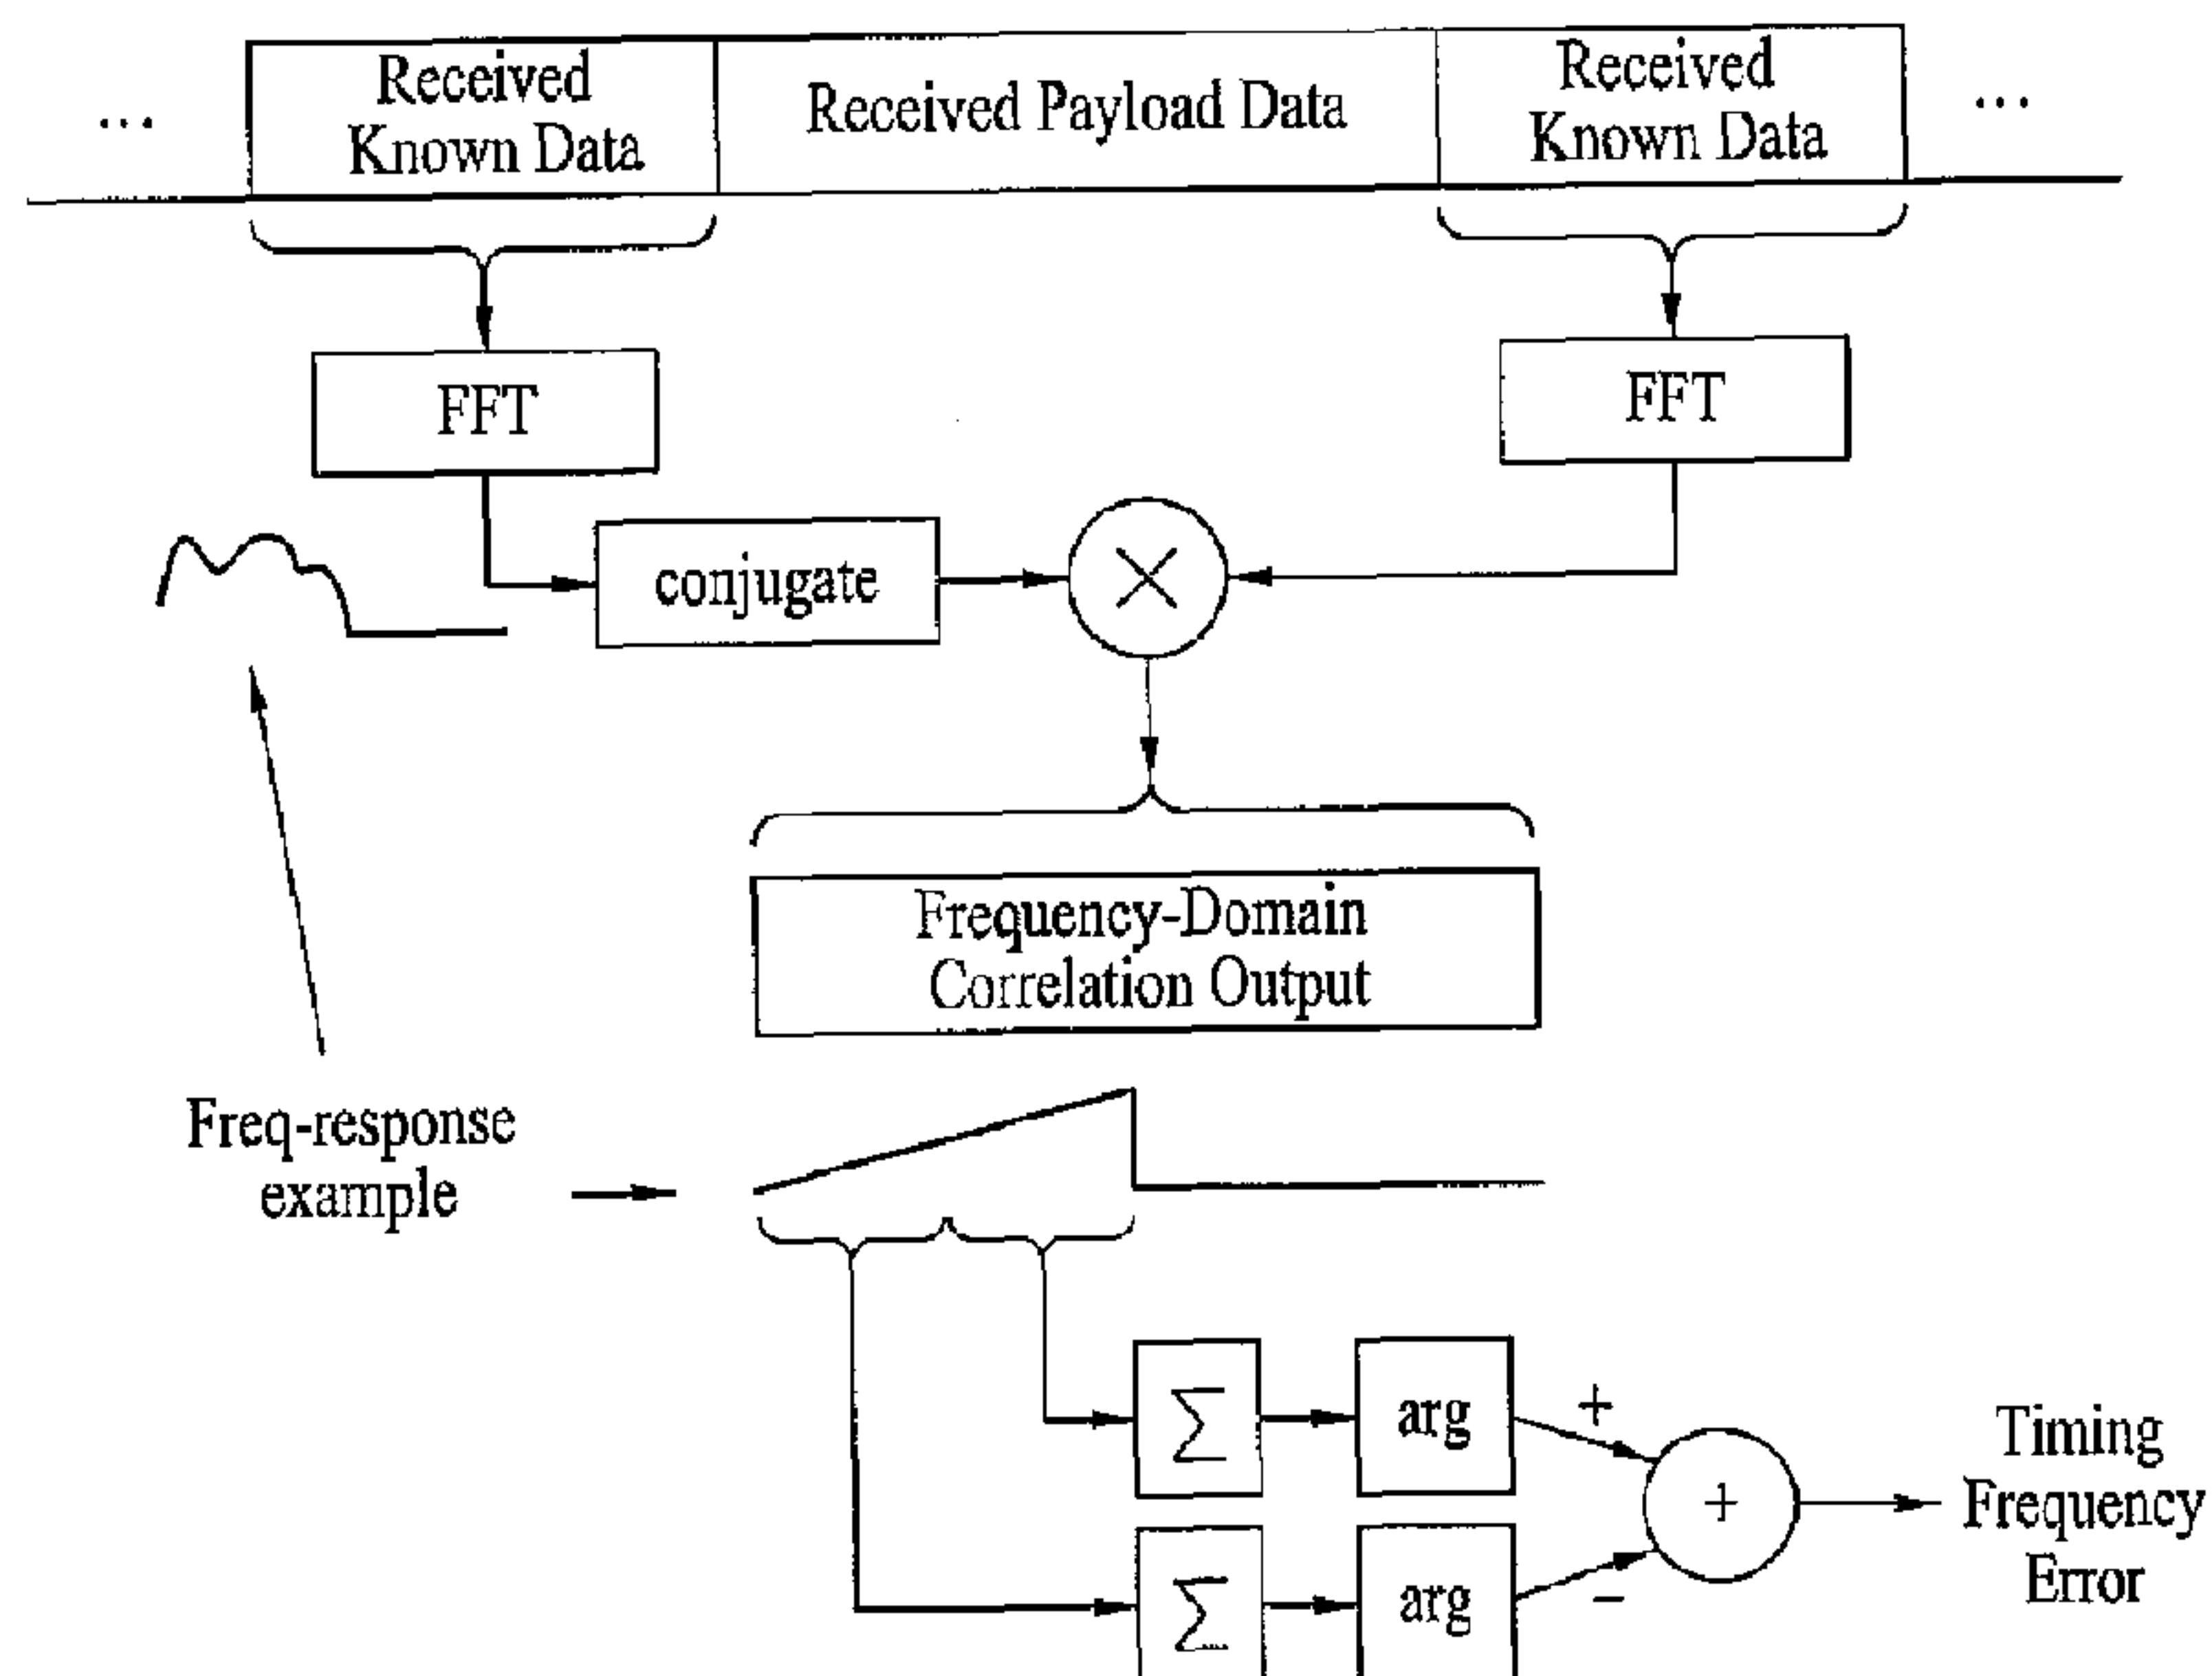 ...
Received
Known Data
Received Payload Data
Received
Known Data
...
FFT
FFT
conjugate
×
Frequency-Domain
Correlation Output
Freq-response
example
∑
arg
+
+
Timing
Frequency
Error
∑
arg
−